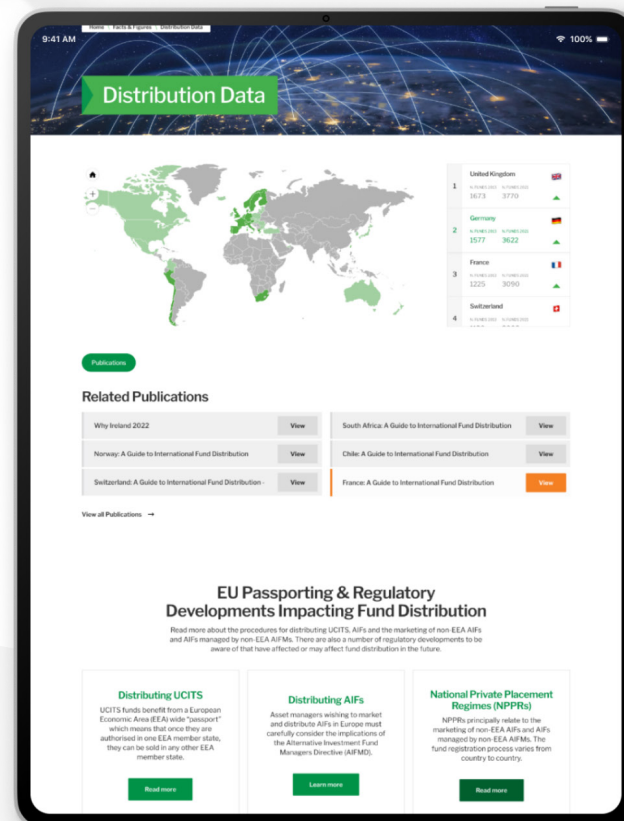 Home Facts & Figures Distribution Data
9:41 AM
100%
Distribution Data
United Kingdom
1
1673 3770
Germany
2
1577 3622
France
3
1225 3090
Switzerland
4
Publications
Related Publications
Why Ireland 2022 View
South Africa: A Guide to International Fund Distribution View
Norway: A Guide to International Fund Distribution View
Chile: A Guide to International Fund Distribution View
Switzerland: A Guide to International Fund Distribution - View
France: A Guide to International Fund Distribution View
View all Publications →
EU Passporting & Regulatory
Developments Impacting Fund Distribution
Read more about the procedures for distributing UCITS, AIFs and the marketing of non-EEA AIFs
and AIFs managed by non-EEA AIFMs. There are also a number of regulatory developments to be
aware of that have affected or may affect fund distribution in the future.
Distributing UCITS
UCITS funds benefit from a European
Economic Area (EEA) wide "passport"
which means that once they are
authorised in one EEA member state,
they can be sold in any other EEA
member state.
Read more
Distributing AIFs
Asset managers wishing to market
and distribute AIFs in Europe must
carefully consider the implications of
the Alternative Investment Fund
Managers Directive (AIFMD).
Learn more
National Private Placement
Regimes (NPPRs)
NPPRs principally relate to the
marketing of non-EEA AIFs and AIFs
managed by non-EEA AIFMs. The
fund registration process varies from
country to country.
Read more